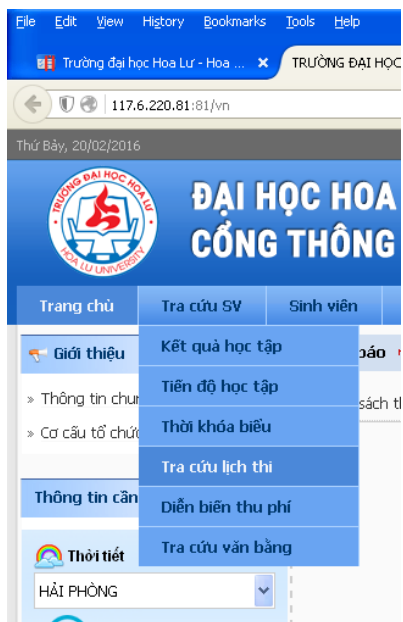 File Edit View History Bookmarks Tools Help
Trường đại học Hoa Lư - Hoa ... × TRƯỜNG ĐẠI HỌC
117.6.220.81:81/vn
Thứ Bảy, 20/02/2016
TRƯỜNG ĐẠI HỌC HOA LƯ
HOA LU UNIVERSITY
ĐẠI HỌC HOA
CỔNG THÔNG
Trang chủ Tra cứu SV Sinh viên
Giới thiệu
Kết quả học tập
báo
Tiến độ học tập
» Thông tin chun
sách th
Thời khóa biểu
» Cơ cấu tổ chức
Tra cứu lịch thi
Thông tin cần
Diễn biến thu phí
Thời tiết
Tra cứu văn bằng
HẢI PHÒNG